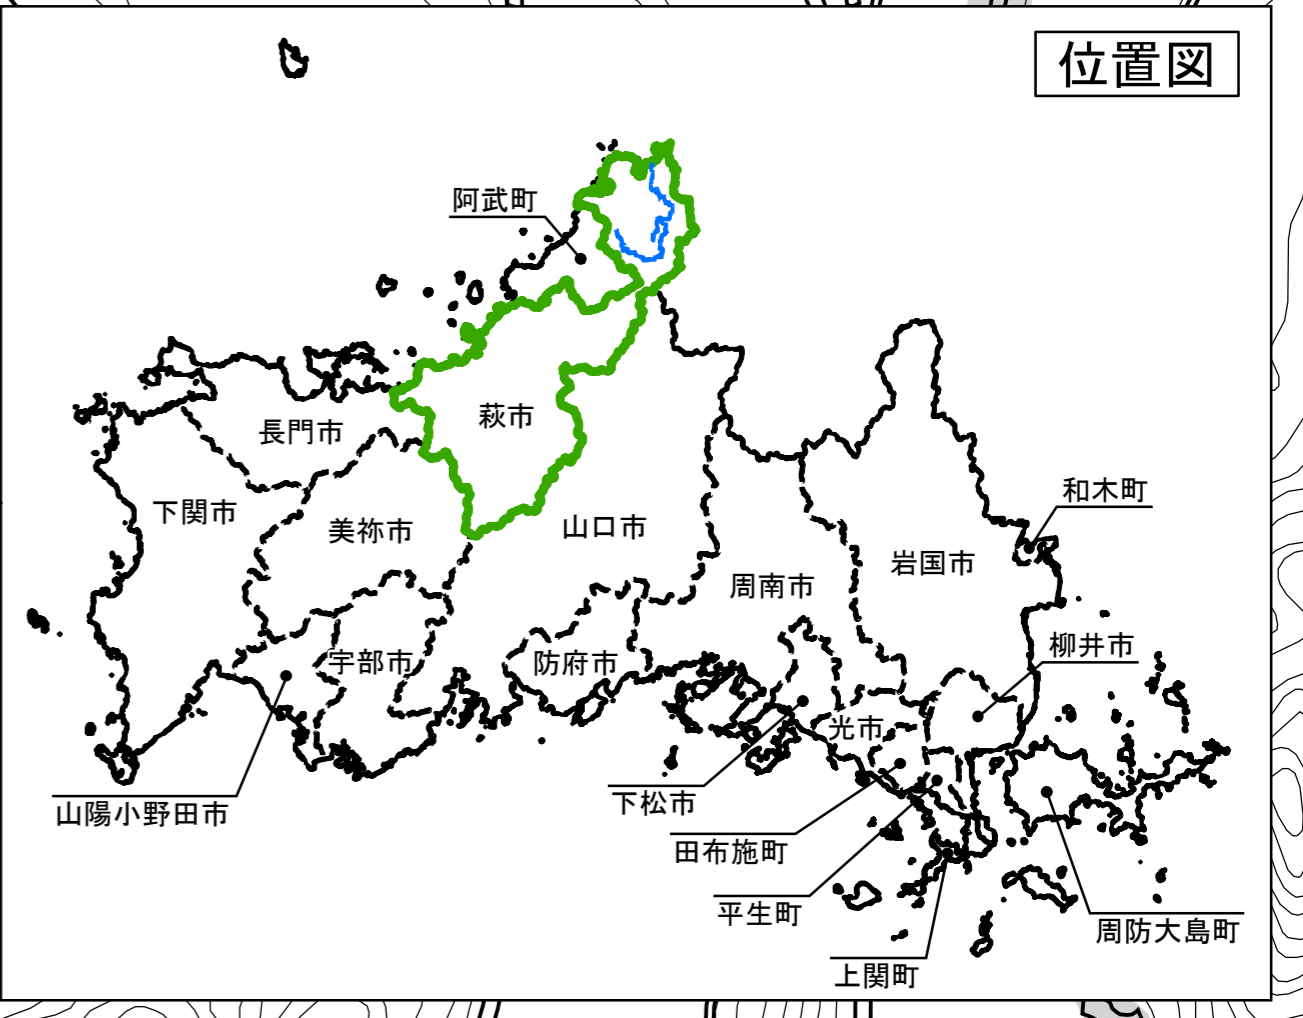 位置図
阿武町
萩市
長門市
下関市
美祢市
山口市
和木町
岩国市
周南市
柳井市
宇部市
防府市
光市
山陽小野田市
下松市
田布施町
平生町
周防大島町
上関町